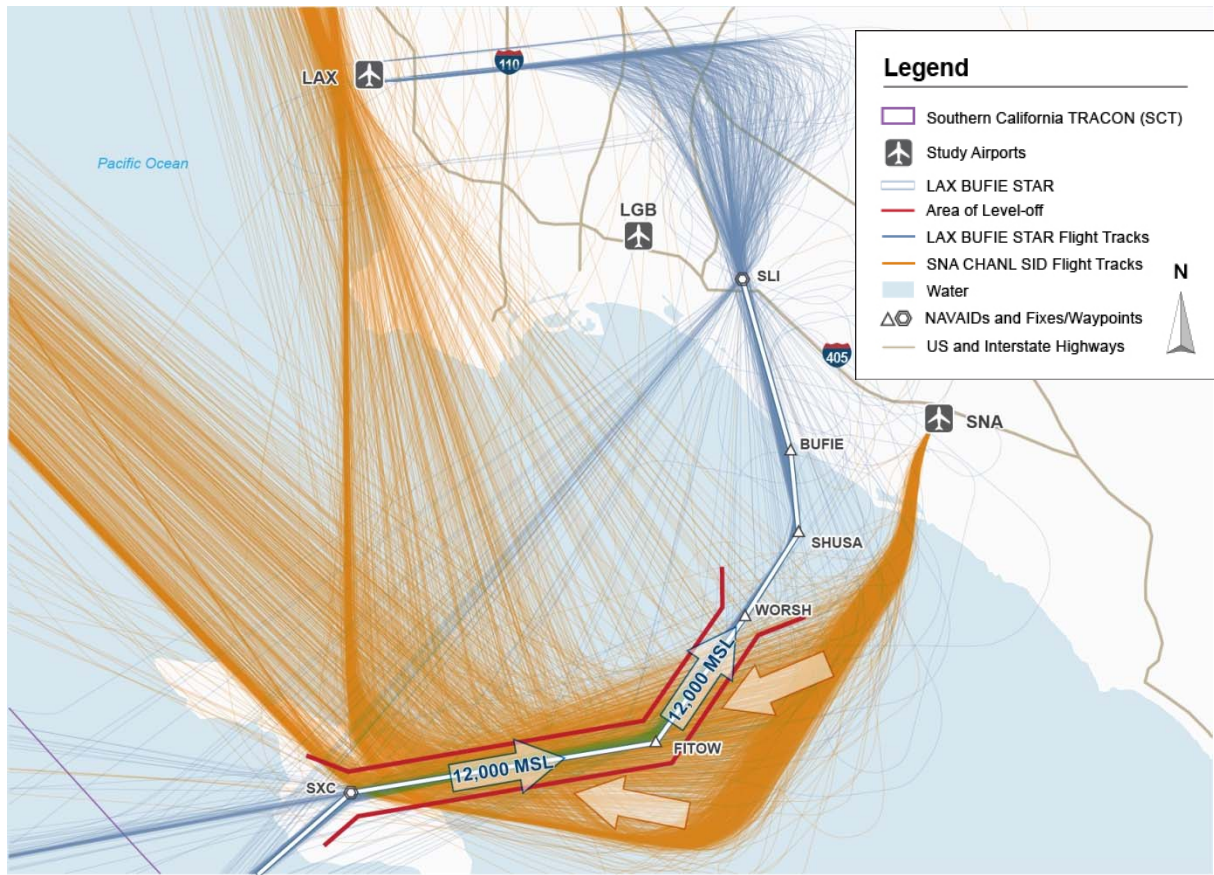 LAX
110
Pacific Ocean
LGB
SLI
405
SNA
BUFIE
SHUSA
WORSH
12,000 MSL
FITOW
12,000 MSL
SXC
Legend
Southern California TRACON (SCT)
Study Airports
LAX BUFIE STAR
Area of Level-off
LAX BUFIE STAR Flight Tracks
SNA CHANL SID Flight Tracks
Water
NAVAIDs and Fixes/Waypoints
US and Interstate Highways
N